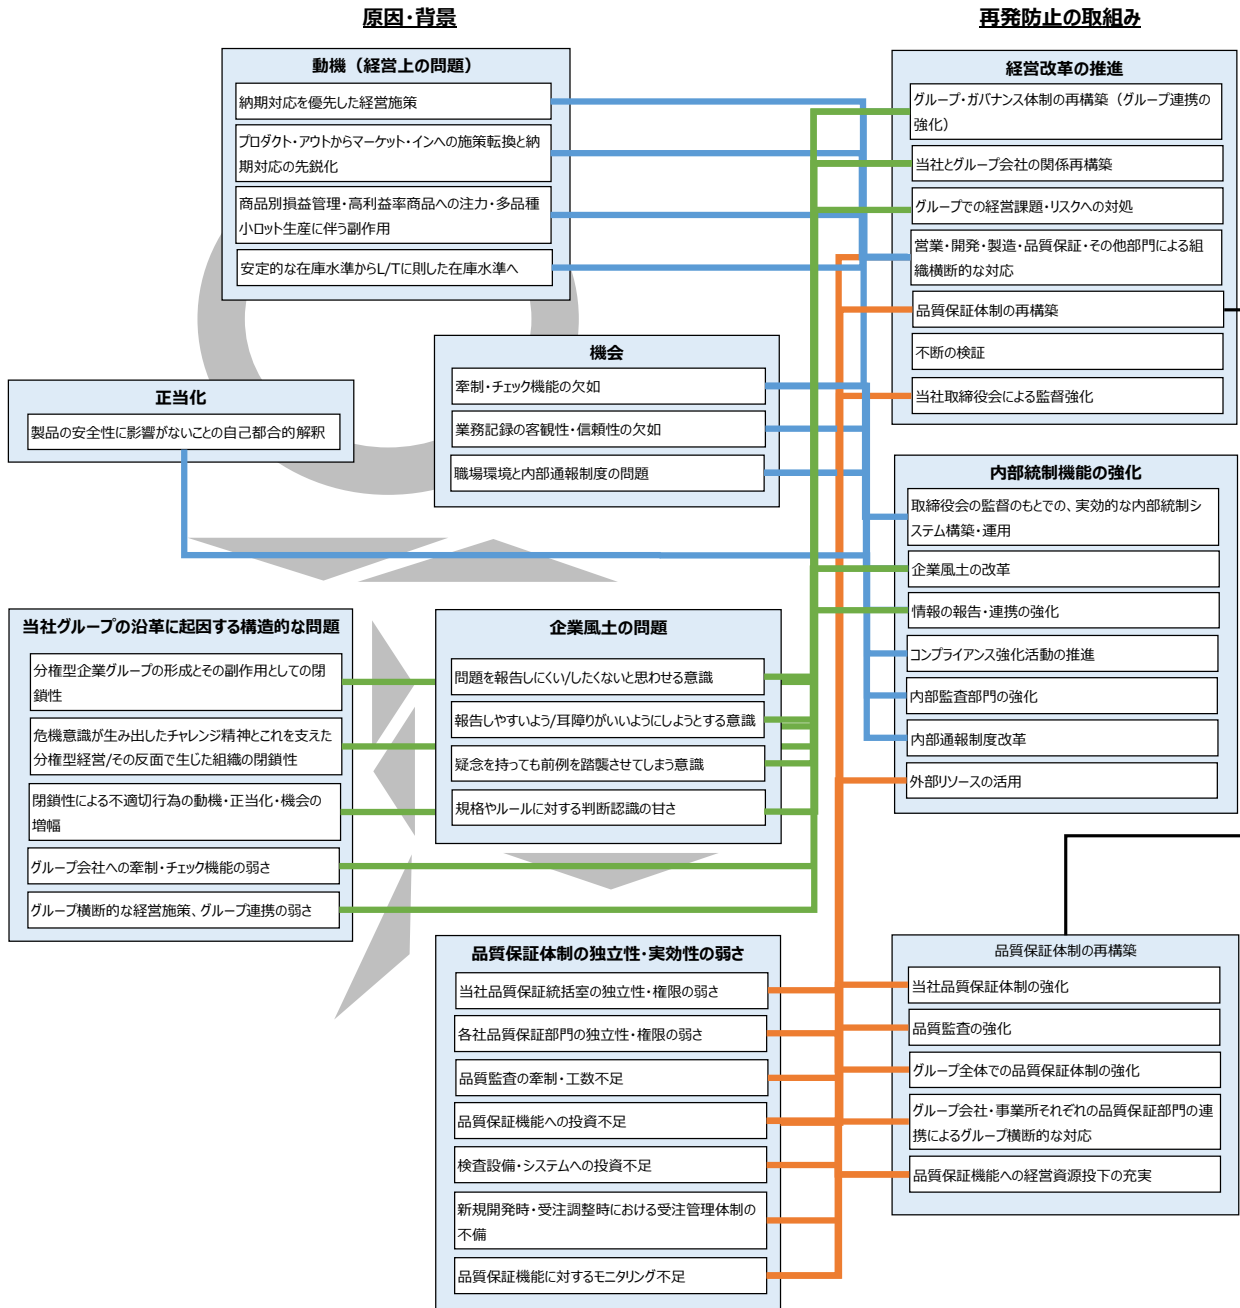 原因・背景
動機（経営上の問題）
納期対応を優先した経営施策
プロダクト・アウトからマーケット・インへの施策転換と納
期対応の先鋭化
商品別損益管理・高利益率商品への注力・多品種
小ロット生産に伴う副作用
安定的な在庫水準からL/Tに則した在庫水準へ
機会
牽制・チェック機能の欠如
業務記録の客観性・信頼性の欠如
職場環境と内部通報制度の問題
正当化
製品の安全性に影響がないことの自己都合的解釈
当社グループの沿革に起因する構造的な問題
分権型企業グループの形成とその副作用としての閉
鎖性
危機意識が生み出したチャレンジ精神とこれを支えた
分権型経営/その反面で生じた組織の閉鎖性
閉鎖性による不適切行為の動機・正当化・機会の
増幅
グループ会社への牽制・チェック機能の弱さ
グループ横断的な経営施策、グループ連携の弱さ
企業風土の問題
問題を報告しにくい/したくないと思わせる意識
報告しやすいよう/耳障りがいいようにしようとする意識
疑念を持っても前例を踏襲させてしまう意識
規格やルールに対する判断認識の甘さ
品質保証体制の独立性・実効性の弱さ
当社品質保証統括室の独立性・権限の弱さ
各社品質保証部門の独立性・権限の弱さ
品質監査の牽制・工数不足
品質保証機能への投資不足
検査設備・システムへの投資不足
新規開発時・受注調整時における受注管理体制の
不備
品質保証機能に対するモニタリング不足
再発防止の取組み
経営改革の推進
グループ・ガバナンス体制の再構築（グループ連携の
強化）
当社とグループ会社の関係再構築
グループでの経営課題・リスクへの対処
営業・開発・製造・品質保証・その他部門による組
織横断的な対応
品質保証体制の再構築
不断の検証
当社取締役会による監督強化
内部統制機能の強化
取締役会の監督のもとでの、実効的な内部統制シ
ステム構築・運用
企業風土の改革
情報の報告・連携の強化
コンプライアンス強化活動の推進
内部監査部門の強化
内部通報制度改革
外部リソースの活用
品質保証体制の再構築
当社品質保証体制の強化
品質監査の強化
グループ全体での品質保証体制の強化
グループ会社・事業所それぞれの品質保証部門の連
携によるグループ横断的な対応
品質保証機能への経営資源投下の充実